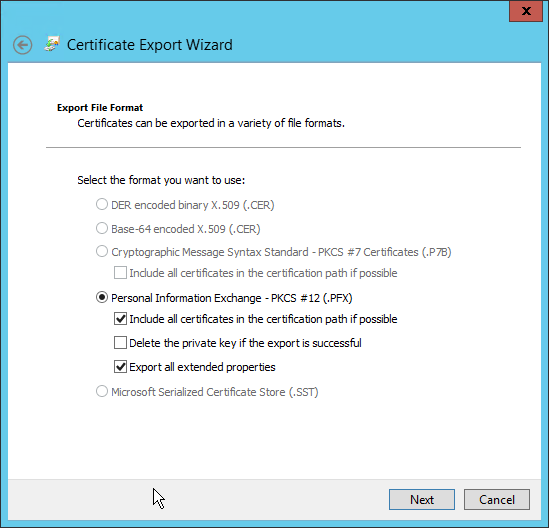 Certificate Export Wizard
Export File Format
Certificates can be exported in a variety of file formats.
Select the format you want to use:
DER encoded binary X.509 (.CER)
Base-64 encoded X.509 (.CER)
Cryptographic Message Syntax Standard - PKCS #7 Certificates (.P7B)
Include all certificates in the certification path if possible
Personal Information Exchange - PKCS #12 (.PFX)
Include all certificates in the certification path if possible
Delete the private key if the export is successful
Export all extended properties
Microsoft Serialized Certificate Store (.SST)
Next Cancel